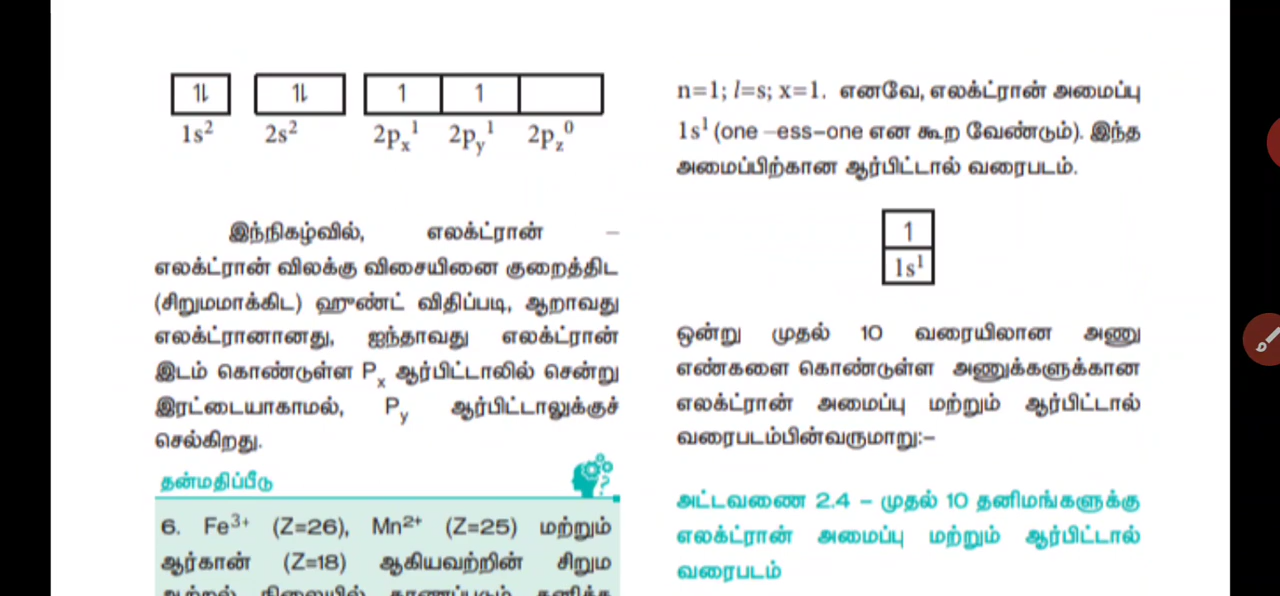 1l 1l 1 1
1s² 2s² 2pₓ¹ 2pᵧ¹ 2p_z⁰
இந்நிகழ்வில், எலக்ட்ரான் –
எலக்ட்ரான் விலக்கு விசையினை குறைத்திட
(சிறுமமாக்கிட) ஹுண்ட் விதிப்படி, ஆறாவது
எலக்ட்ரானானது, ஐந்தாவது எலக்ட்ரான்
இடம் கொண்டுள்ள Pₓ ஆர்பிட்டாலில் சென்று
இரட்டையாகாமல், Pᵧ ஆர்பிட்டாலுக்குச்
செல்கிறது.
தன்மதிப்பீடு
6. Fe³⁺ (Z=26), Mn²⁺ (Z=25) மற்றும்
ஆர்கான் (Z=18) ஆகியவற்றின் சிறும
n=1; l=s; x=1. எனவே, எலக்ட்ரான் அமைப்பு
1s¹ (one –ess–one என கூற வேண்டும்). இந்த
அமைப்பிற்கான ஆர்பிட்டால் வரைபடம்.
1
1s¹
ஒன்று முதல் 10 வரையிலான அணு
எண்களை கொண்டுள்ள அணுக்களுக்கான
எலக்ட்ரான் அமைப்பு மற்றும் ஆர்பிட்டால்
வரைபடம்பின்வருமாறு:–
அட்டவணை 2.4 – முதல் 10 தனிமங்களுக்கு
எலக்ட்ரான் அமைப்பு மற்றும் ஆர்பிட்டால்
வரைபடம்